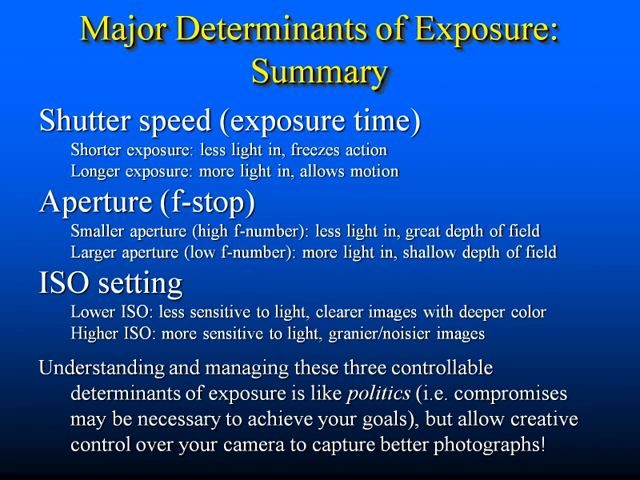 Major Determinants of Exposure:
Summary
Shutter speed (exposure time)
Shorter exposure: less light in, freezes action
Longer exposure: more light in, allows motion
Aperture (f-stop)
Smaller aperture (high f-number): less light in, great depth of field
Larger aperture (low f-number): more light in, shallow depth of field
ISO setting
Lower ISO: less sensitive to light, clearer images with deeper color
Higher ISO: more sensitive to light, granier/noisier images
Understanding and managing these three controllable
determinants of exposure is like politics (i.e. compromises
may be necessary to achieve your goals), but allow creative
control over your camera to capture better photographs!